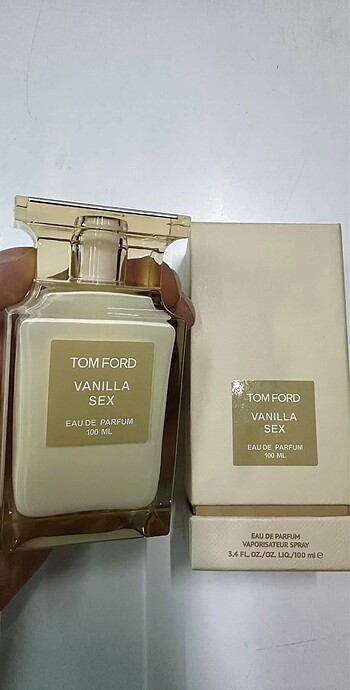 TOM FORD
VANILLA
SEX
EAU DE PARFUM
100 ML
TOM FORD
VANILLA
SEX
EAU DE PARFUM
100 ML
EAU DE PARFUM
VAPORISATEUR SPRAY
3.4 FL. OZ./OZ. LIQ./100 ml ℮